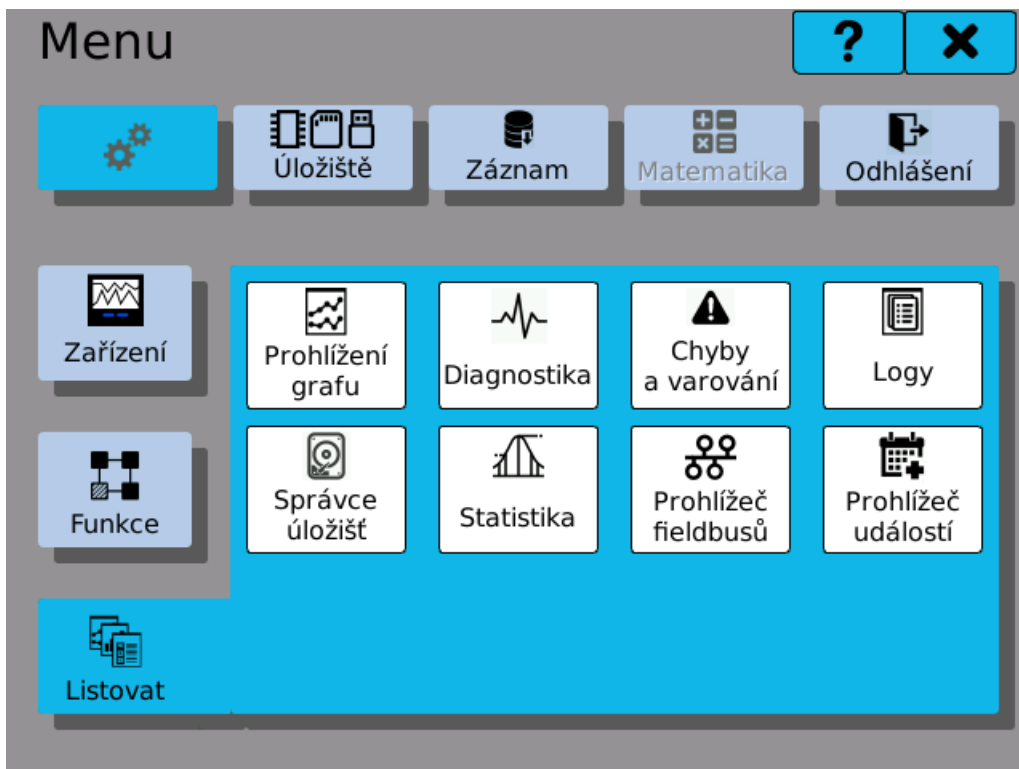 Menu
?
Úložiště
Záznam
Matematika
Odhlášení
Zařízení
Prohlížení
grafu
Diagnostika
Chyby
a varování
Logy
Funkce
Správce
úložišť
Statistika
Prohlížeč
fieldbusů
Prohlížeč
událostí
Listovat